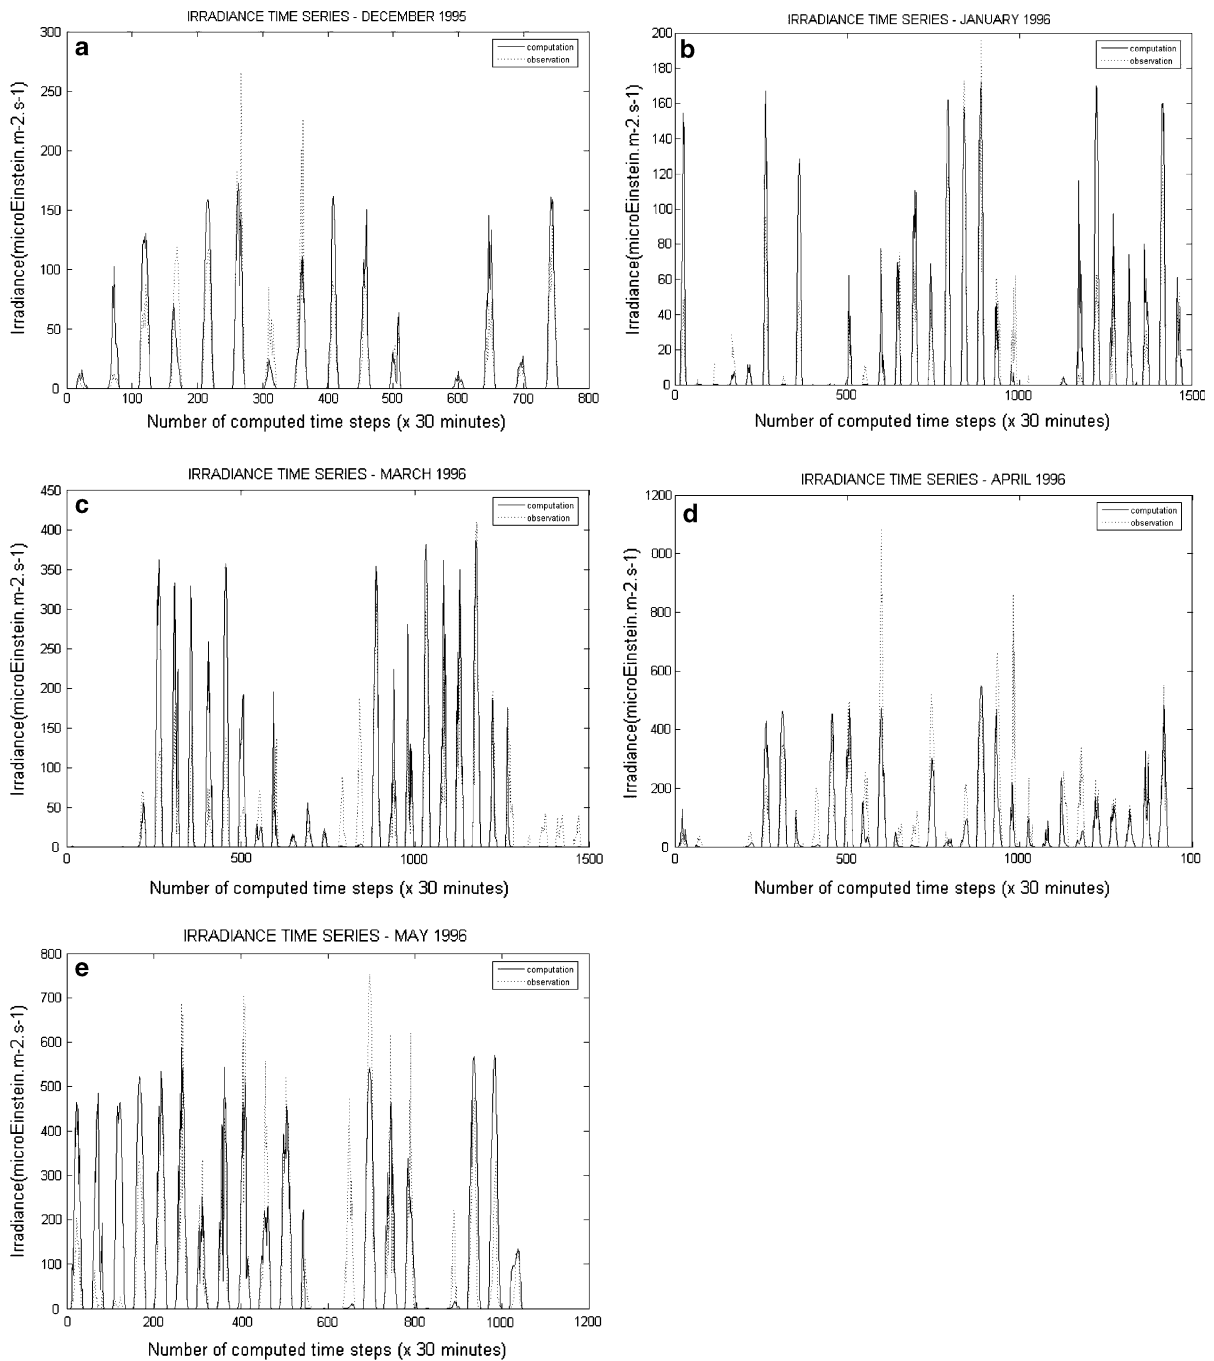 IRRADIANCE TIME SERIES - DECEMBER 1995
a
computation
observation
Irradiance(microEinstein.m-2.s-1)
300
250
200
150
100
50
0
100 200 300 400 500 600 700 800
Number of computed time steps (x 30 minutes)
IRRADIANCE TIME SERIES - JANUARY 1996
b
computation
observation
Irradiance(microEinstein.m-2.s-1)
200
180
160
140
120
100
80
60
40
20
0
0 500 1000 1500
Number of computed time steps (x 30 minutes)
IRRADIANCE TIME SERIES - MARCH 1996
c
computation
observation
Irradiance(microEinstein.m-2.s-1)
450
400
350
300
250
200
150
100
50
0
0 500 1000 1500
Number of computed time steps (x 30 minutes)
IRRADIANCE TIME SERIES - APRIL 1996
d
computation
observation
Irradiance(microEinstein.m-2.s-1)
1200
000
800
600
400
200
0
0 500 1000 100
Number of computed time steps (x 30 minutes)
IRRADIANCE TIME SERIES - MAY 1996
e
computation
observation
Irradiance(microEinstein.m-2.s-1)
800
700
600
500
400
300
200
100
0
0 200 400 600 800 1000 1200
Number of computed time steps (x 30 minutes)